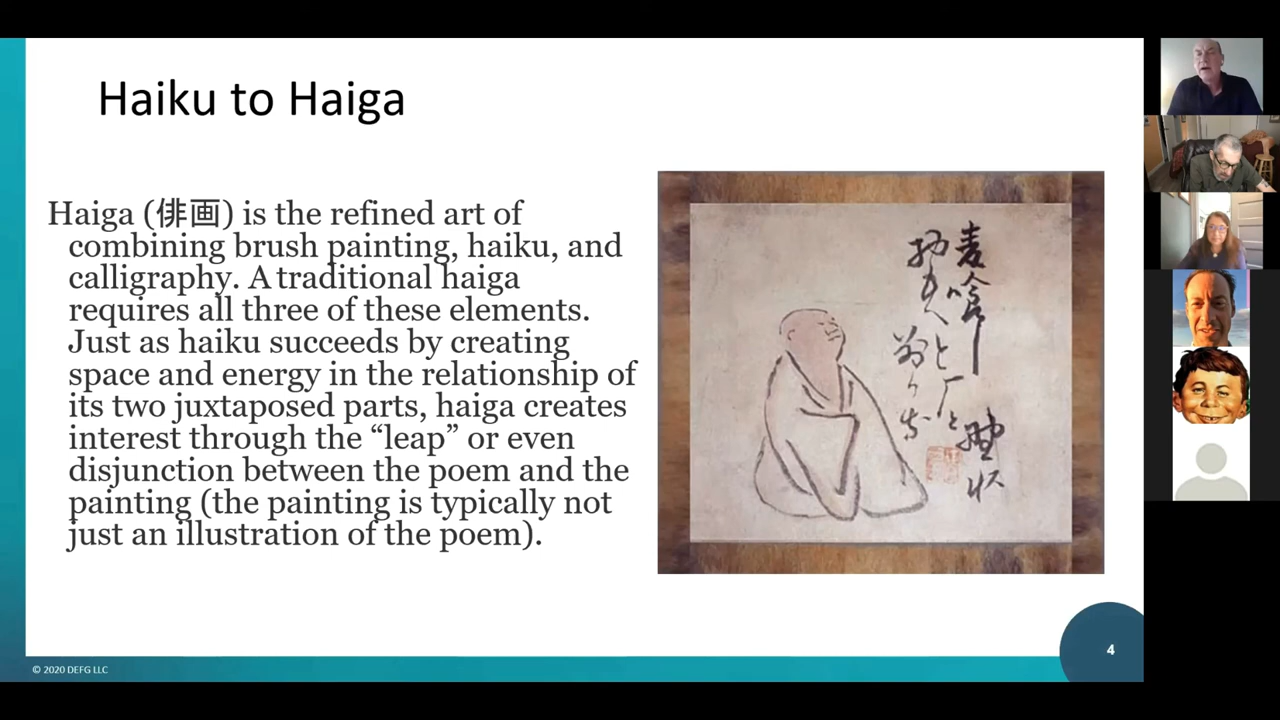 Haiku to Haiga
Haiga (俳画) is the refined art of
combining brush painting, haiku, and
calligraphy. A traditional haiga
requires all three of these elements.
Just as haiku succeeds by creating
space and energy in the relationship of
its two juxtaposed parts, haiga creates
interest through the “leap” or even
disjunction between the poem and the
painting (the painting is typically not
just an illustration of the poem).
4
© 2020 DEFG LLC